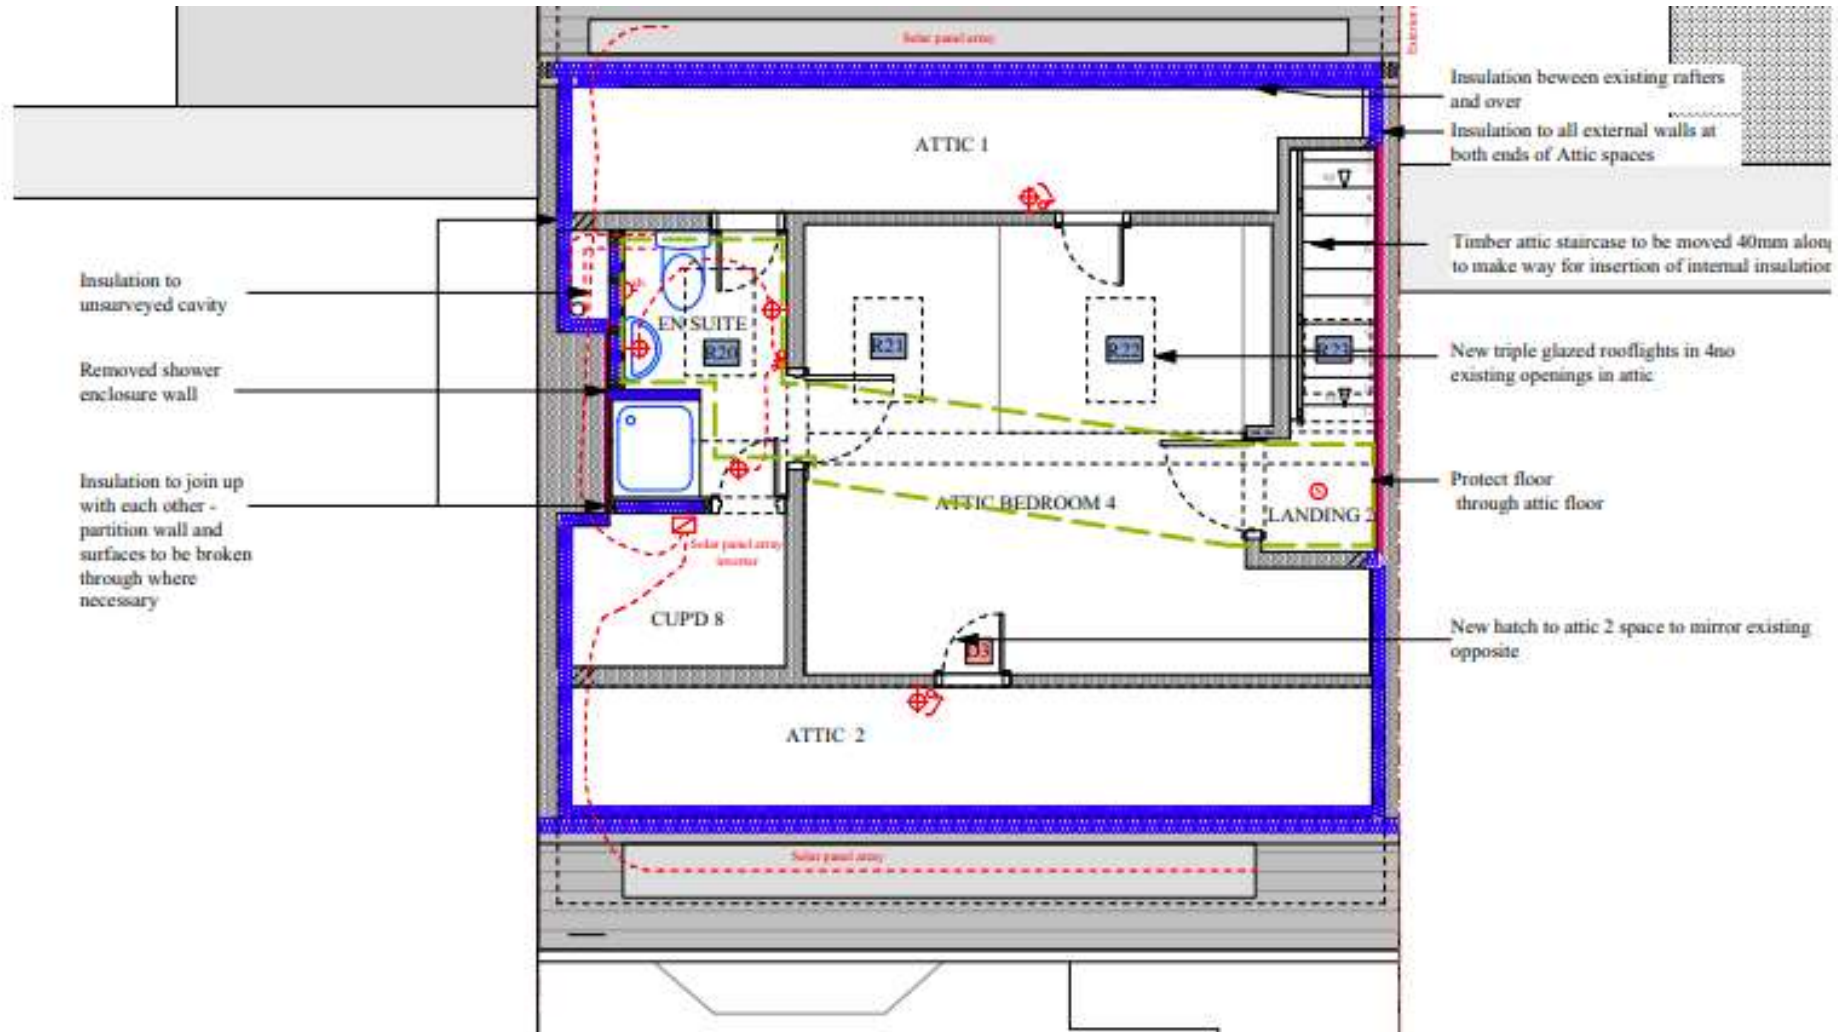 Solar panel array
Insulation beween existing rafters
and over
Insulation to all external walls at
both ends of Attic spaces
ATTIC 1
Timber attic staircase to be moved 40mm along
to make way for insertion of internal insulation
Insulation to
unsurveyed cavity
EN SUITE
R20
R21
R22
R23
New triple glazed rooflights in 4no
existing openings in attic
Removed shower
enclosure wall
Insulation to join up
with each other -
partition wall and
surfaces to be broken
through where
necessary
ATTIC BEDROOM 4
LANDING 2
Protect floor
through attic floor
Solar panel array
inverter
CUP'D 8
D3
New hatch to attic 2 space to mirror existing
opposite
ATTIC 2
Solar panel array